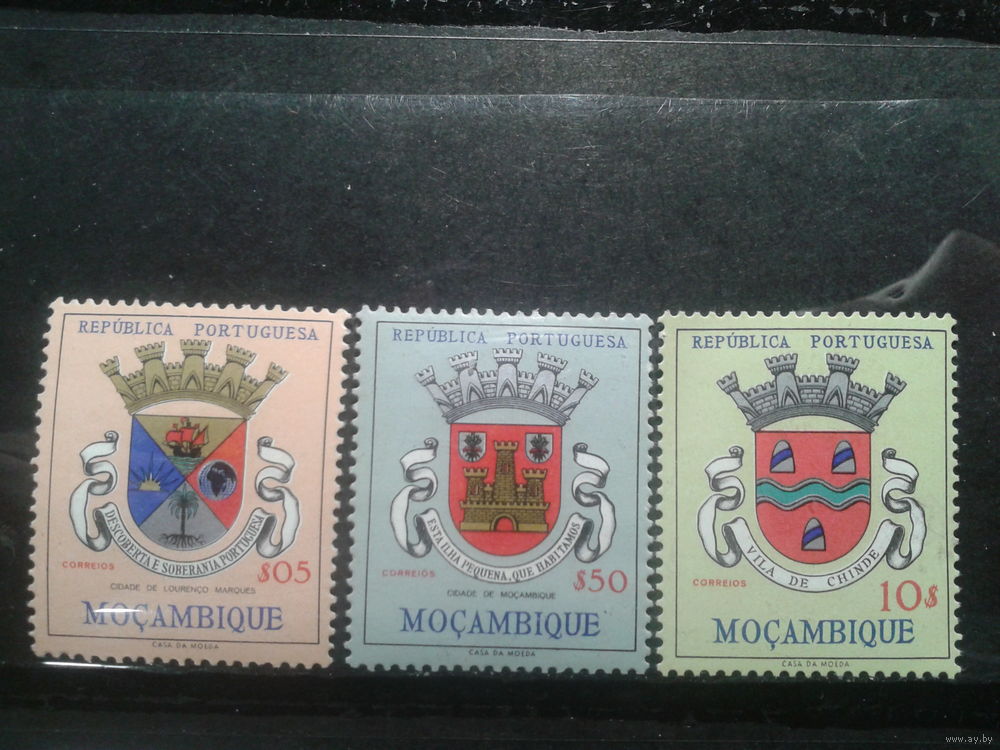 REPÚBLICA PORTUGUESA
DESCOBERTA E SOBERANIA PORTUGUESA
CORREIOS
$05
CIDADE DE LOURENÇO MARQUES
MOÇAMBIQUE
CASA DA MOEDA
REPÚBLICA PORTUGUESA
ESTA ILHA PEQUENA, QUE HABITAMOS
CORREIOS
$50
CIDADE DE MOÇAMBIQUE
MOÇAMBIQUE
CASA DA MOEDA
REPÚBLICA PORTUGUESA
VILA DE CHINDE
CORREIOS
10$
MOÇAMBIQUE
CASA DA MOEDA
www.ay.by